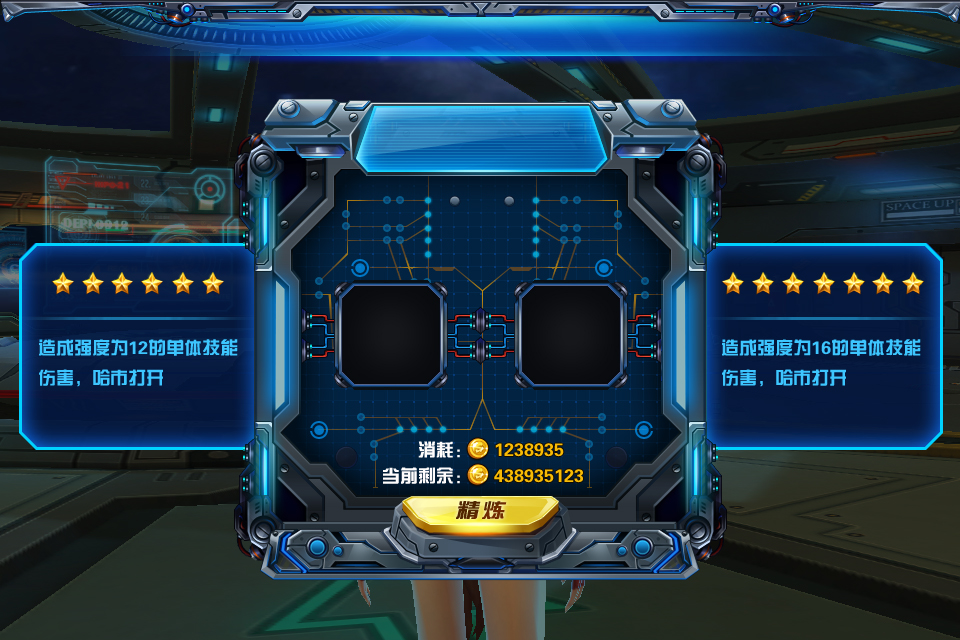 SPACE UP
造成强度为12的单体技能
伤害，哈市打开
造成强度为16的单体技能
伤害，哈市打开
消耗： 1238935
当前剩余： 438935123
精炼